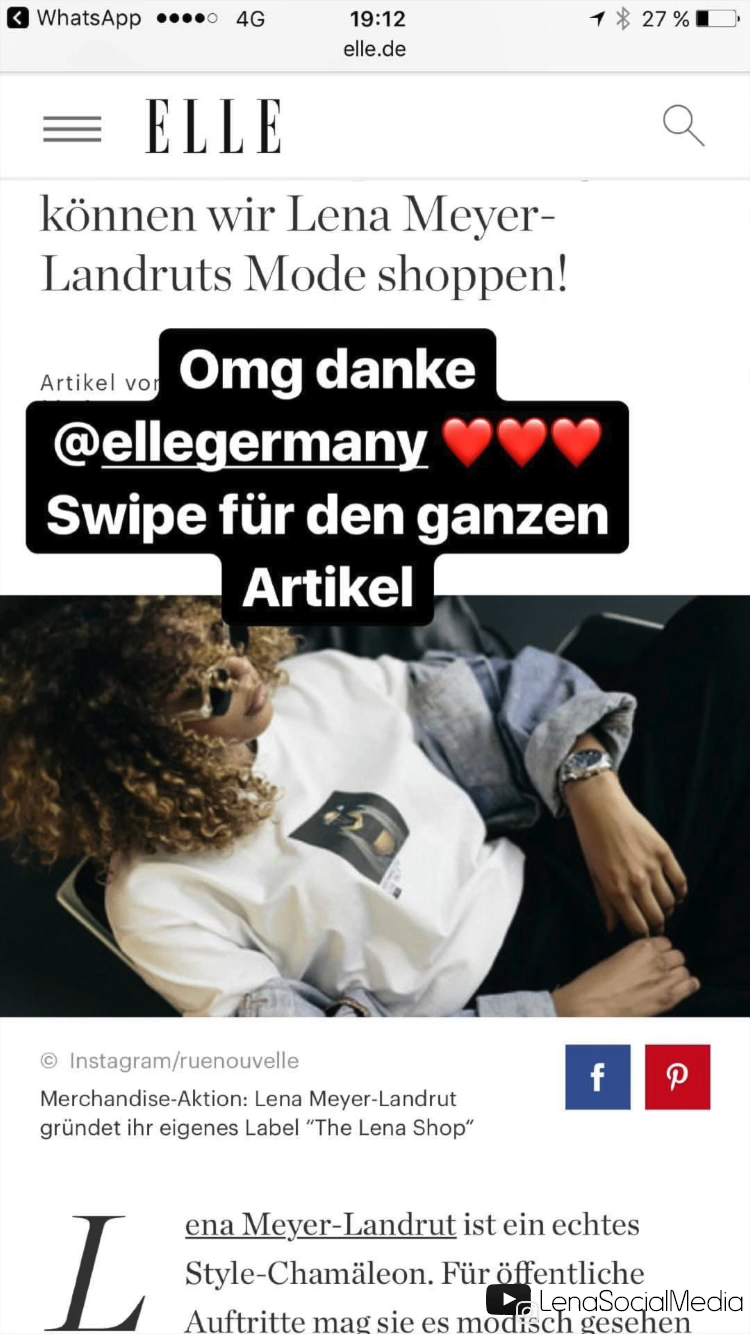 WhatsApp 4G 19:12 27 %
elle.de
ELLE
können wir Lena Meyer-
Landruts Mode shoppen!
Artikel
Omg danke
@ellegermany ❤️❤️❤️
Swipe für den ganzen
Artikel
© Instagram/ruenouvelle
Merchandise-Aktion: Lena Meyer-Landrut
gründet ihr eigenes Label “The Lena Shop“
Lena Meyer-Landrut ist ein echtes
Style-Chamäleon. Für öffentliche
Auftritte mag sie es modisch gesehen
LenaSocialMedia